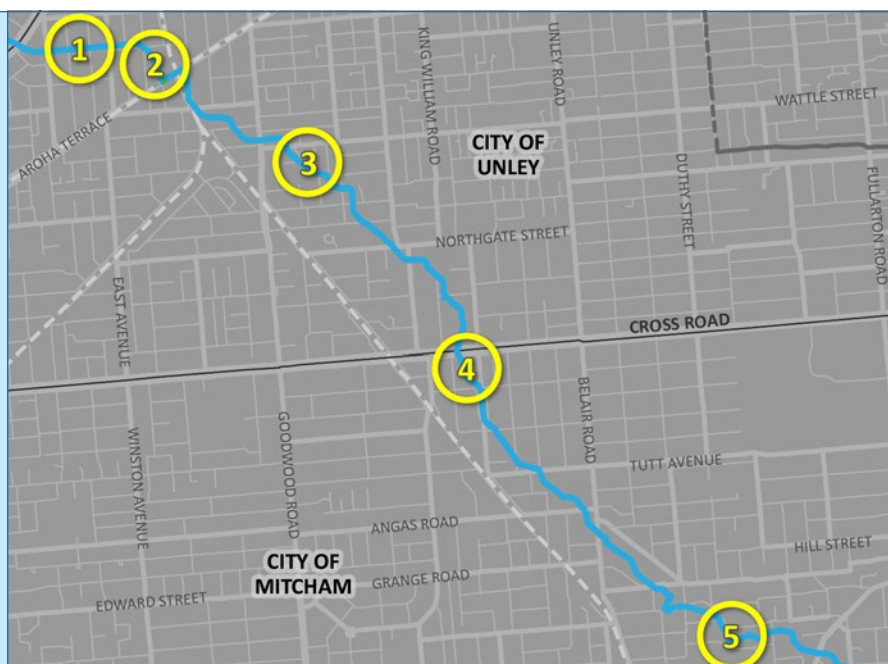 1
2
3
4
5
KING WILLIAM ROAD
UNLEY ROAD
WATTLE STREET
AROHA TERRACE
CITY OF
UNLEY
DUTHY STREET
FULLARTON ROAD
NORTHGATE STREET
EAST AVENUE
CROSS ROAD
BELAIR ROAD
GOODWOOD ROAD
WINSTON AVENUE
TUTT AVENUE
ANGAS ROAD
HILL STREET
CITY OF
MITCHAM
GRANGE ROAD
EDWARD STREET